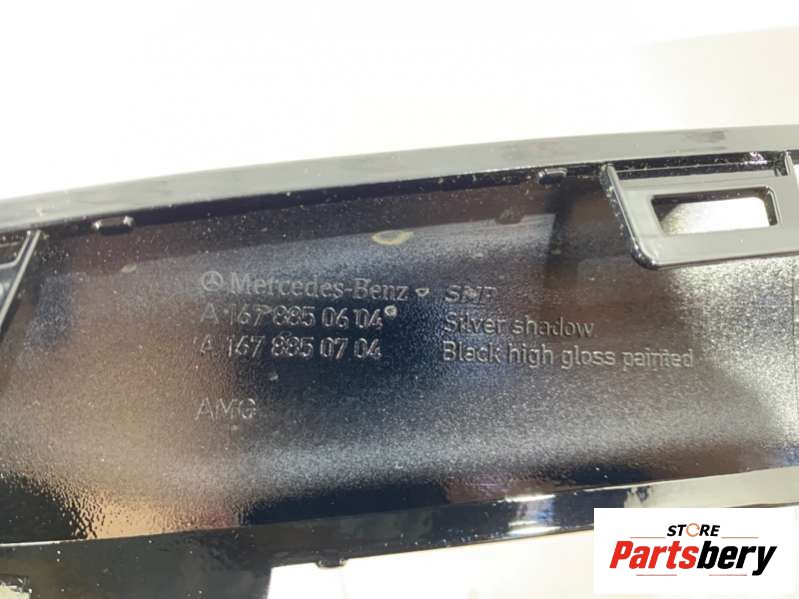 Mercedes-Benz SMP
A 167 885 06 04 Silver shadow
A 167 885 07 04 Black high gloss painted
AMG
STORE
Partsbery